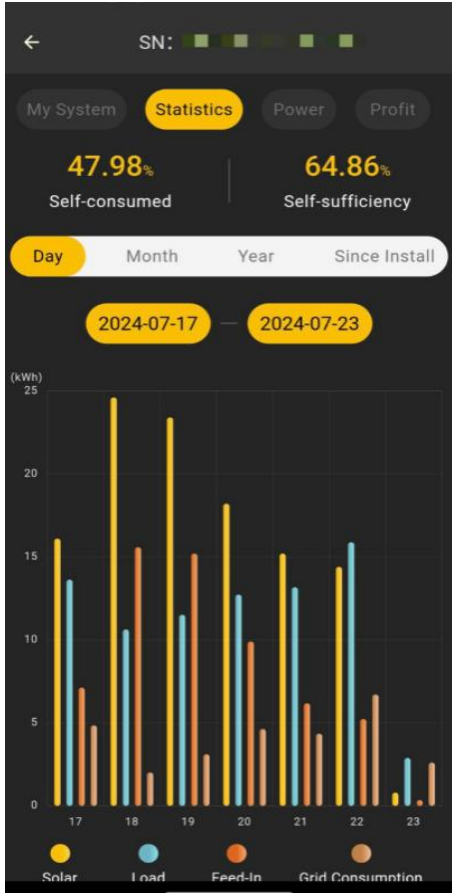 SN:
My System Statistics Power Profit
47.98% 64.86%
Self-consumed Self-sufficiency
Day Month Year Since Install
2024-07-17 — 2024-07-23
(kWh)
25
20
15
10
5
0
17 18 19 20 21 22 23
Solar Load Feed-In Grid Consumption